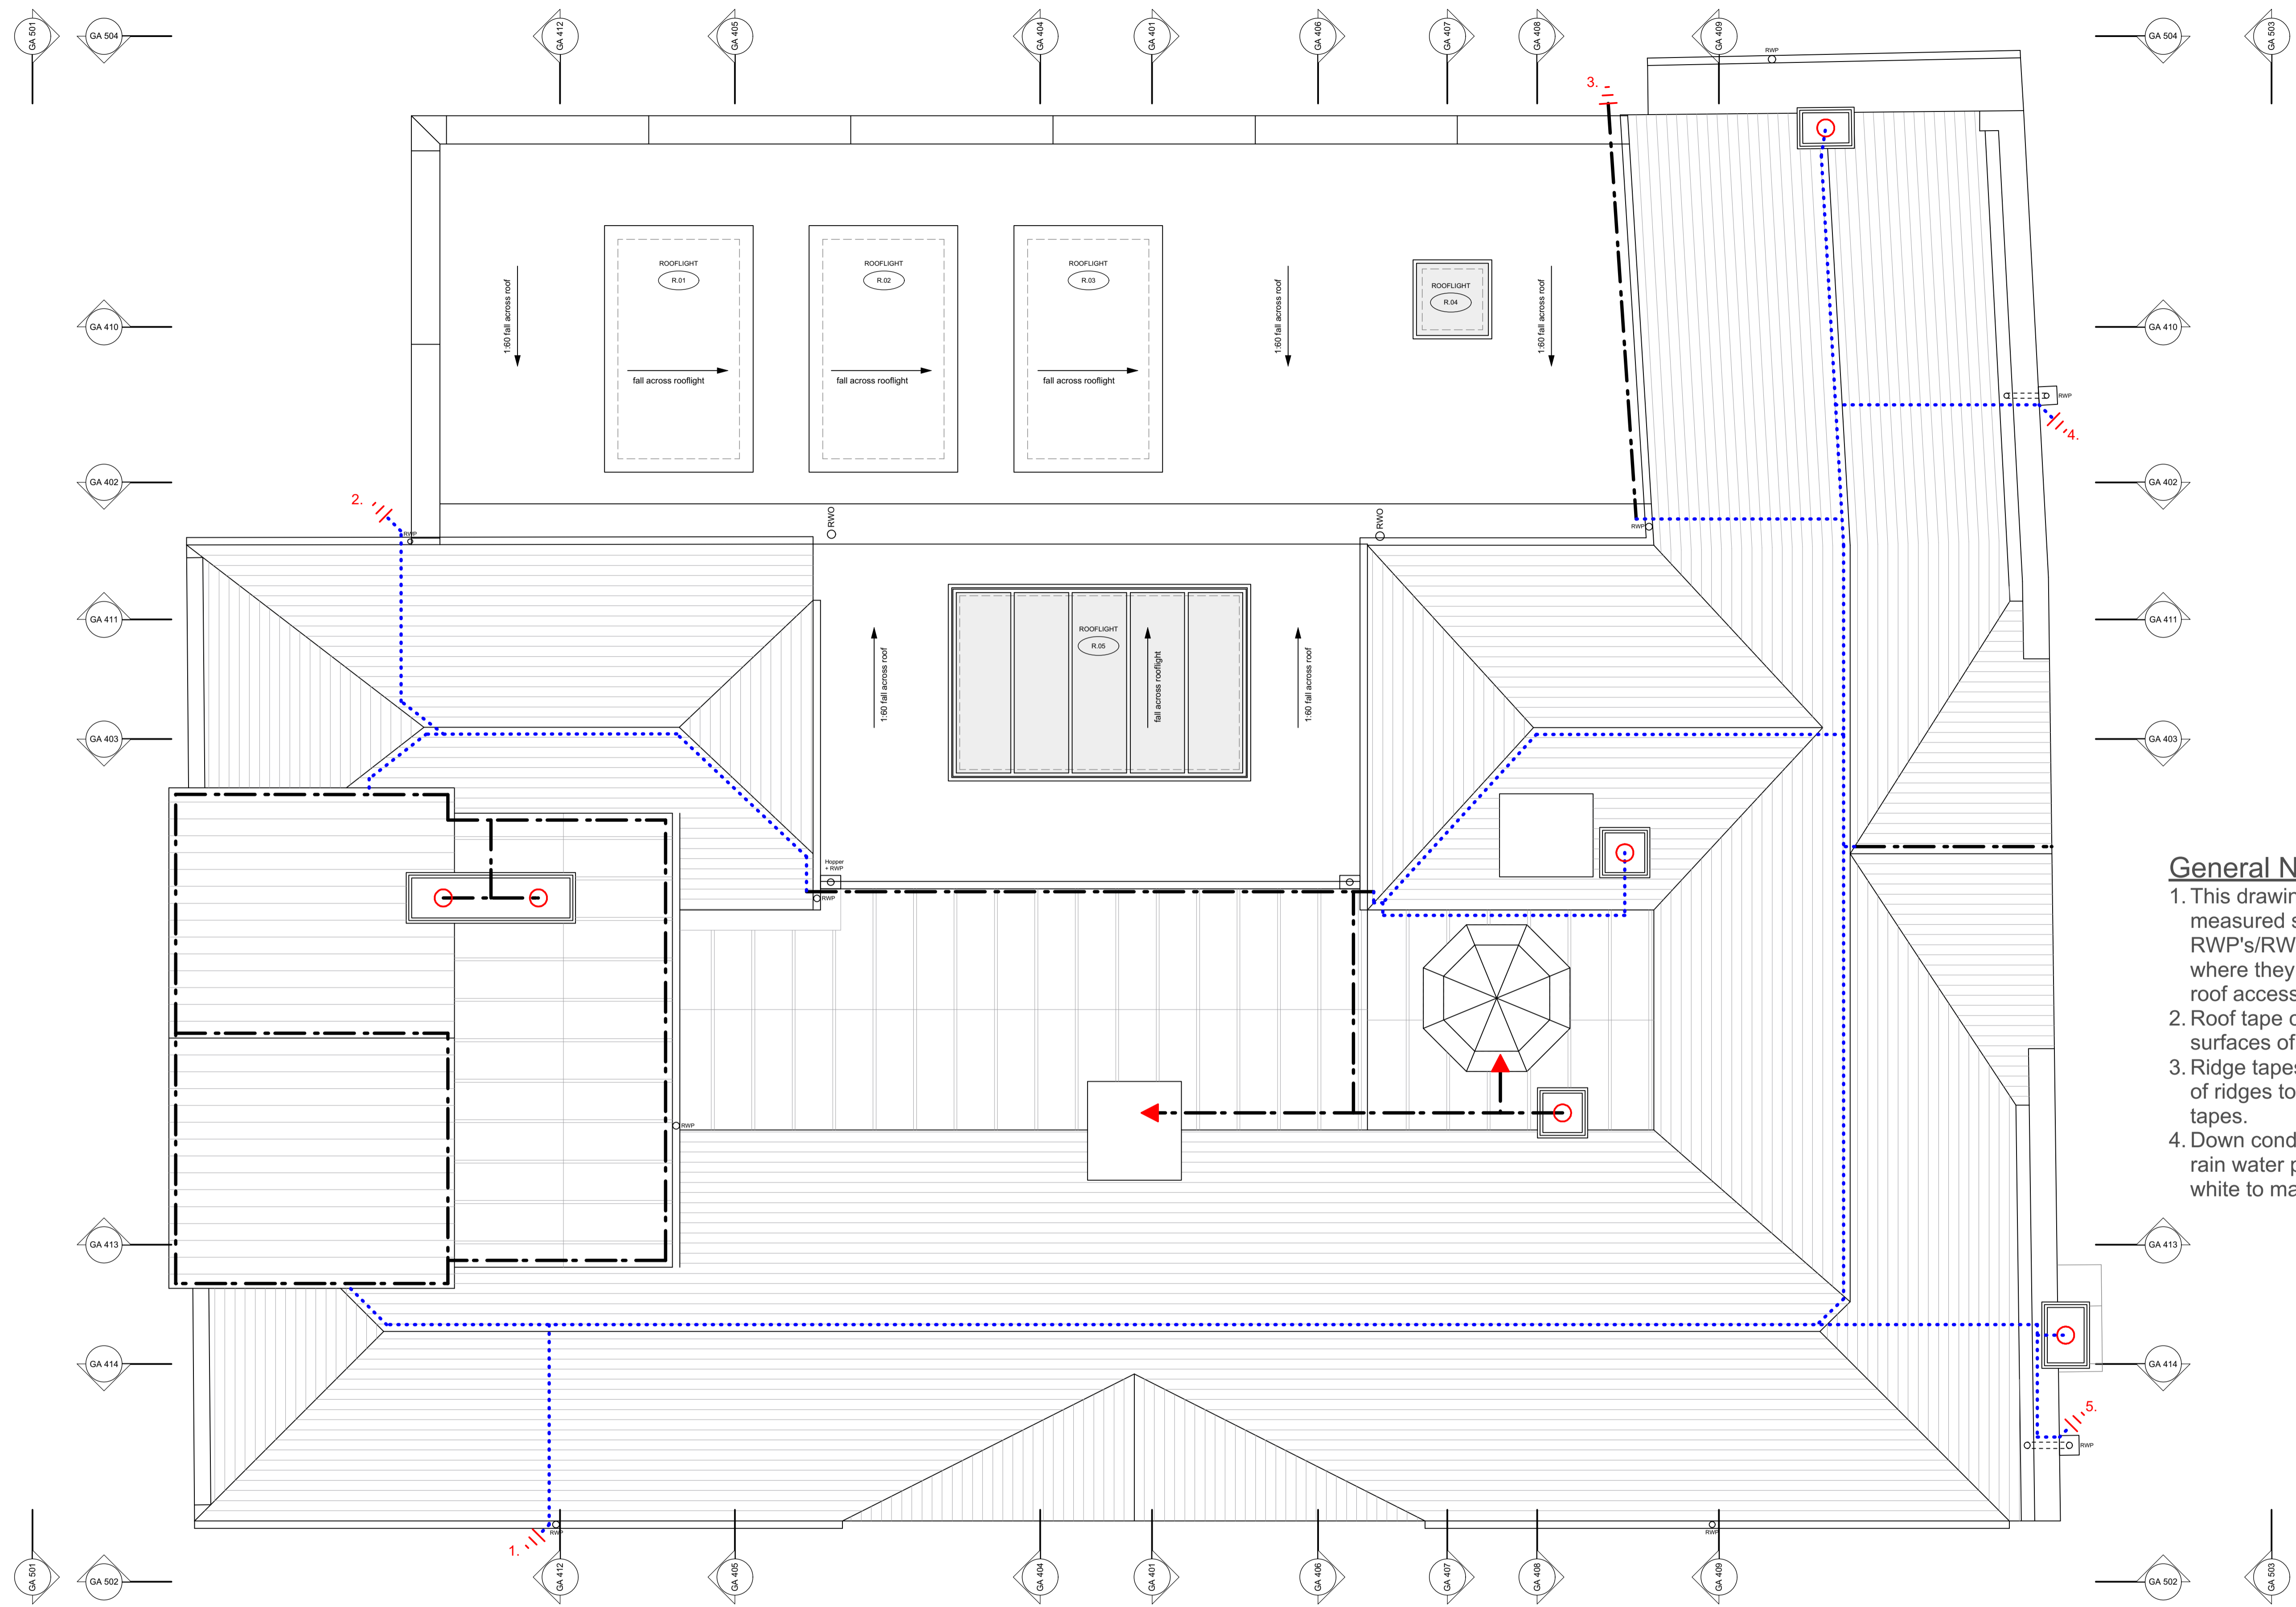 GA 501
GA 504
GA 412
GA 405
GA 404
GA 401
GA 406
GA 407
GA 408
GA 409
GA 504
GA 503
RWP
3.
ROOFLIGHT
R.01
ROOFLIGHT
R.02
ROOFLIGHT
R.03
ROOFLIGHT
R.04
1:60 fall across roof
1:60 fall across roof
1:60 fall across roof
GA 410
GA 410
fall across rooflight
fall across rooflight
fall across rooflight
RWP
4.
GA 402
GA 402
2.
RWP
RWO
RWO
RWP
GA 411
GA 411
ROOFLIGHT
R.05
1:60 fall across roof
fall across rooflight
1:60 fall across roof
GA 403
GA 403
Hopper
+ RWP
RWP
General N
1. This drawin
measured s
RWP's/RW
where they
roof access
2. Roof tape c
surfaces of
3. Ridge tapes
of ridges to
tapes.
4. Down cond
rain water p
white to ma
RWP
GA 413
GA 413
GA 414
GA 414
5.
RWP
1.
RWP
RWP
GA 501
GA 502
GA 412
GA 405
GA 404
GA 401
GA 406
GA 407
GA 408
GA 409
GA 502
GA 503